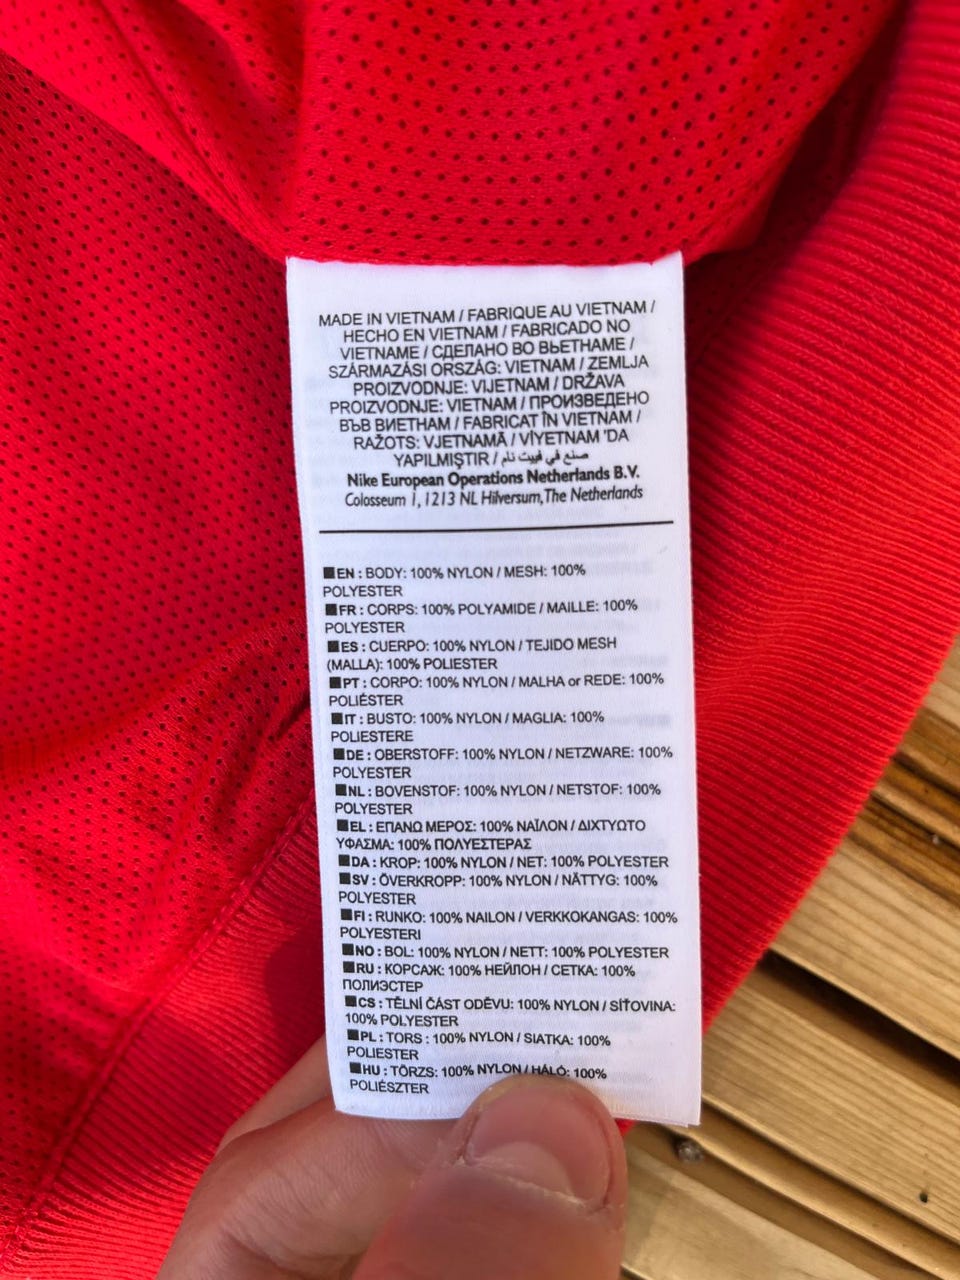 MADE IN VIETNAM / FABRIQUE AU VIETNAM /
HECHO EN VIETNAM / FABRICADO NO
VIETNAME / СДЕЛАНО ВО ВЬЕТНАМЕ /
SZÁRMAZÁSI ORSZÁG: VIETNAM / ZEMLJA
PROIZVODNJE: VIJETNAM / DRŽAVA
PROIZVODNJE: VIETNAM / ПРОИЗВЕДЕНО
ВЪВ ВИЕТНАМ / FABRICAT ÎN VIETNAM /
RAŽOTS: VJETNAMĀ / VİYETNAM 'DA
YAPILMIŞTIR / صنع في فييت نام
Nike European Operations Netherlands B.V.
Colosseum 1, 1213 NL Hilversum, The Netherlands
■EN : BODY: 100% NYLON / MESH: 100%
POLYESTER
■FR : CORPS: 100% POLYAMIDE / MAILLE: 100%
POLYESTER
■ES : CUERPO: 100% NYLON / TEJIDO MESH
(MALLA): 100% POLIESTER
■PT : CORPO: 100% NYLON / MALHA or REDE: 100%
POLIÉSTER
■IT : BUSTO: 100% NYLON / MAGLIA: 100%
POLIESTERE
■DE : OBERSTOFF: 100% NYLON / NETZWARE: 100%
POLYESTER
■NL : BOVENSTOF: 100% NYLON / NETSTOF: 100%
POLYESTER
■EL : ΕΠΑΝΩ ΜΕΡΟΣ: 100% ΝΑΪΛΟΝ / ΔΙΧΤΥΩΤΟ
ΥΦΑΣΜΑ: 100% ΠΟΛΥΕΣΤΕΡΑΣ
■DA : KROP: 100% NYLON / NET: 100% POLYESTER
■SV : ÖVERKROPP: 100% NYLON / NÄTTYG: 100%
POLYESTER
■FI : RUNKO: 100% NAILON / VERKKOKANGAS: 100%
POLYESTERI
■NO : BOL: 100% NYLON / NETT: 100% POLYESTER
■RU : КОРСАЖ: 100% НЕЙЛОН / СЕТКА: 100%
ПОЛИЭСТЕР
■CS : TĚLNÍ ČÁST ODĚVU: 100% NYLON / SÍŤOVINA:
100% POLYESTER
■PL : TORS : 100% NYLON / SIATKA: 100%
POLIESTER
■HU : TÖRZS: 100% NYLON / HÁLÓ: 100%
POLIÉSZTER